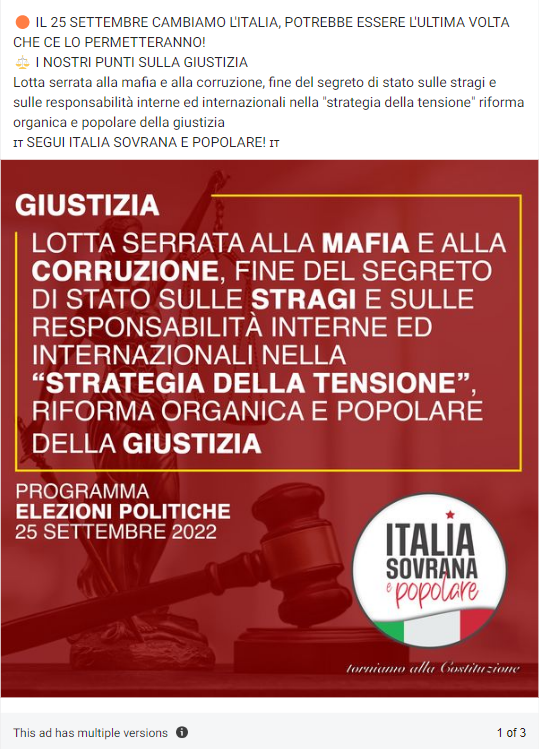 🟠 IL 25 SETTEMBRE CAMBIAMO L'ITALIA, POTREBBE ESSERE L'ULTIMA VOLTA
CHE CE LO PERMETTERANNO!
⚖️ I NOSTRI PUNTI SULLA GIUSTIZIA
Lotta serrata alla mafia e alla corruzione, fine del segreto di stato sulle stragi e
sulle responsabilità interne ed internazionali nella "strategia della tensione" riforma
organica e popolare della giustizia
IT SEGUI ITALIA SOVRANA E POPOLARE! IT
GIUSTIZIA
LOTTA SERRATA ALLA MAFIA E ALLA
CORRUZIONE, FINE DEL SEGRETO
DI STATO SULLE STRAGI E SULLE
RESPONSABILITÀ INTERNE ED
INTERNAZIONALI NELLA
“STRATEGIA DELLA TENSIONE”,
RIFORMA ORGANICA E POPOLARE
DELLA GIUSTIZIA
PROGRAMMA
ELEZIONI POLITICHE
25 SETTEMBRE 2022
ITALIA
SOVRANA
e popolare
torniamo alla Costituzione
This ad has multiple versions
1 of 3